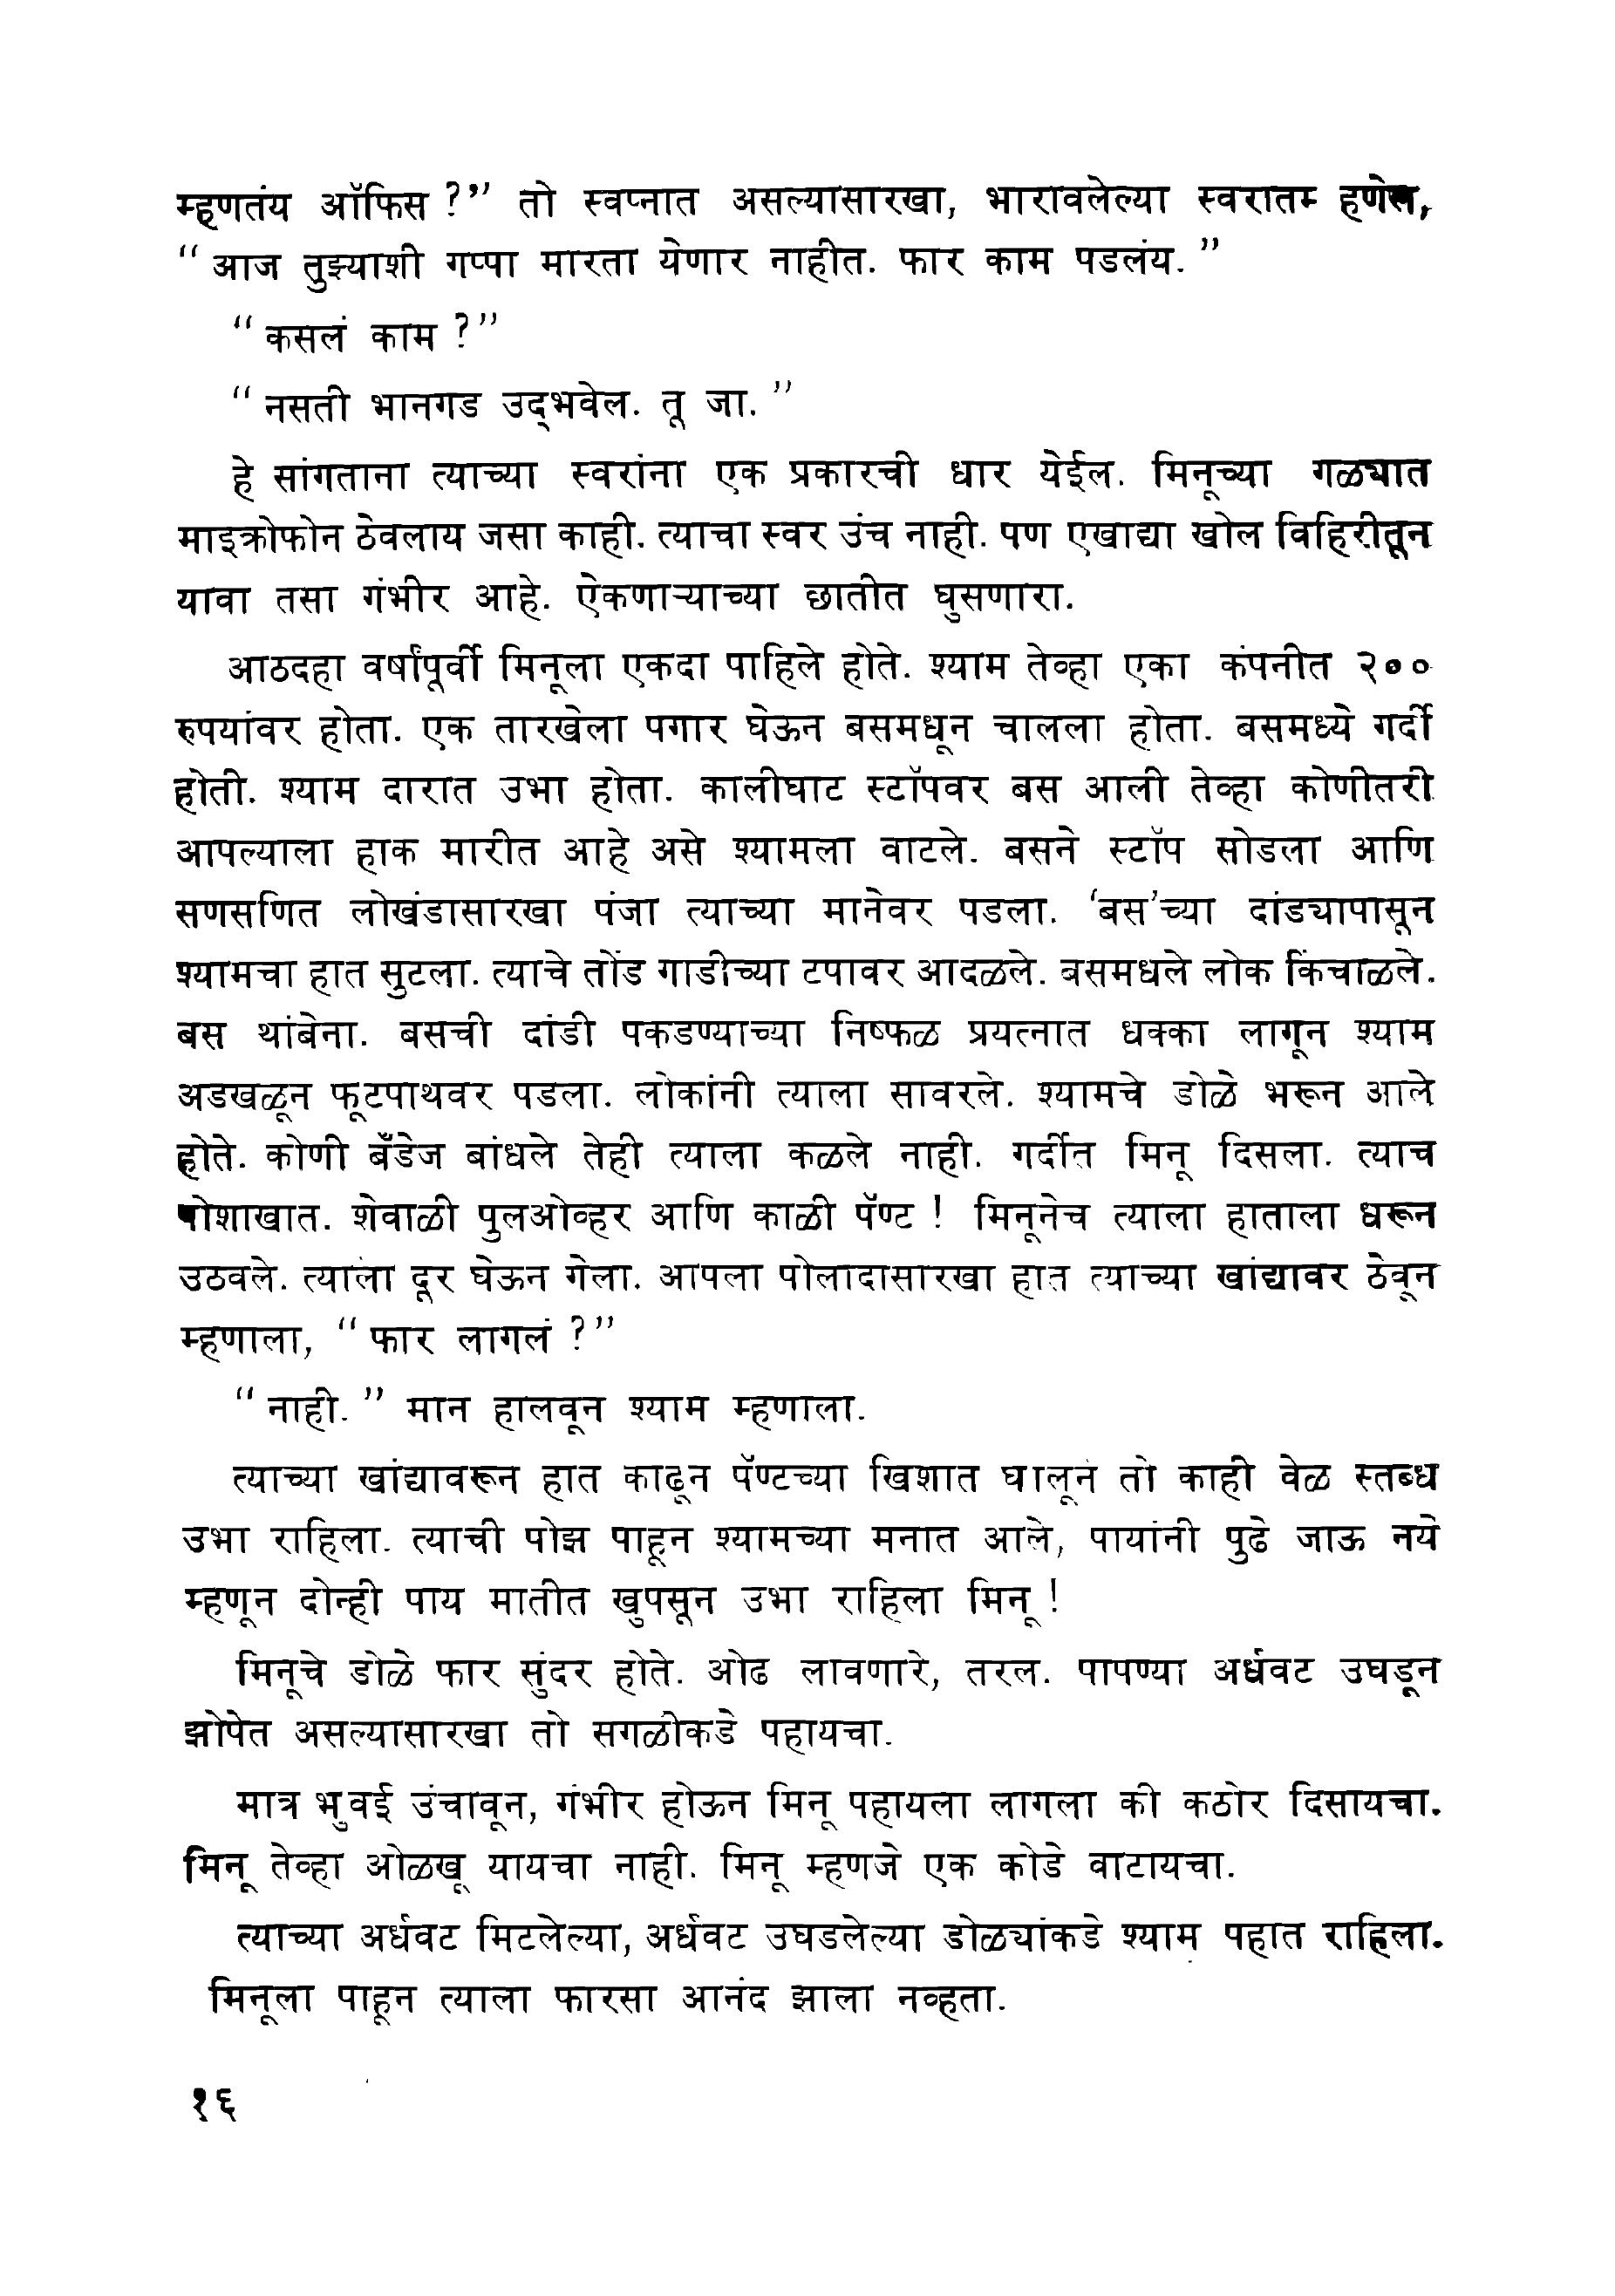 म्हणतंय ऑफिस ?” तो स्वप्नात असल्यासारखा, भारावलेल्या स्वरातम हणेल,
“ आज तुझ्याशी गप्पा मारता येणार नाहीत. फार काम पडलंय. ”
“ कसलं काम ?”
“ नसती भानगड उद्‌भवेल. तू जा. ”
हे सांगताना त्याच्या स्वरांना एक प्रकारची धार येईल. मिनूच्या गळ्यात
माइक्रोफोन ठेवलाय जसा काही. त्याचा स्वर उंच नाही. पण एखाद्या खोल विहिरीतून
यावा तसा गंभीर आहे. ऐकणाऱ्याच्या छातीत घुसणारा.
आठदहा वर्षांपूर्वी मिनूला एकदा पाहिले होते. श्याम तेव्हा एका कंपनीत २००
रुपयांवर होता. एक तारखेला पगार घेऊन बसमधून चालला होता. बसमध्ये गर्दी
होती. श्याम दारात उभा होता. कालीघाट स्टॉपवर बस आली तेव्हा कोणीतरी
आपल्याला हाक मारीत आहे असे श्यामला वाटले. बसने स्टॉप सोडला आणि
सणसणित लोखंडासारखा पंजा त्याच्या मानेवर पडला. ‘बस’च्या दांड्यापासून
श्यामचा हात सुटला. त्याचे तोंड गाडीच्या टपावर आदळले. बसमधले लोक किंचाळले.
बस थांबेना. बसची दांडी पकडण्याच्या निष्फळ प्रयत्नात धक्का लागून श्याम
अडखळून फूटपाथवर पडला. लोकांनी त्याला सावरले. श्यामचे डोळे भरून आले
होते. कोणी बँडेज बांधले तेही त्याला कळले नाही. गर्दीत मिनू दिसला. त्याच
पोशाखात. शेवाळी पुलओव्हर आणि काळी पॅण्ट ! मिनूनेच त्याला हाताला धरून
उठवले. त्याला दूर घेऊन गेला. आपला पोलादासारखा हात त्याच्या खांद्यावर ठेवून
म्हणाला, “ फार लागलं ?”
“ नाही. ” मान हालवून श्याम म्हणाला.
त्याच्या खांद्यावरून हात काढून पॅण्टच्या खिशात घालून तो काही वेळ स्तब्ध
उभा राहिला. त्याची पोझ पाहून श्यामच्या मनात आले, पायांनी पुढे जाऊ नये
म्हणून दोन्ही पाय मातीत खुपसून उभा राहिला मिनू !
मिनूचे डोळे फार सुंदर होते. ओढ लावणारे, तरल. पापण्या अर्धवट उघडून
झोपेत असल्यासारखा तो सगळीकडे पहायचा.
मात्र भुवई उंचावून, गंभीर होऊन मिनू पहायला लागला की कठोर दिसायचा.
मिनू तेव्हा ओळखू यायचा नाही. मिनू म्हणजे एक कोडे वाटायचा.
त्याच्या अर्धवट मिटलेल्या, अर्धवट उघडलेल्या डोळ्यांकडे श्याम पहात राहिला.
मिनूला पाहून त्याला फारसा आनंद झाला नव्हता.
१६